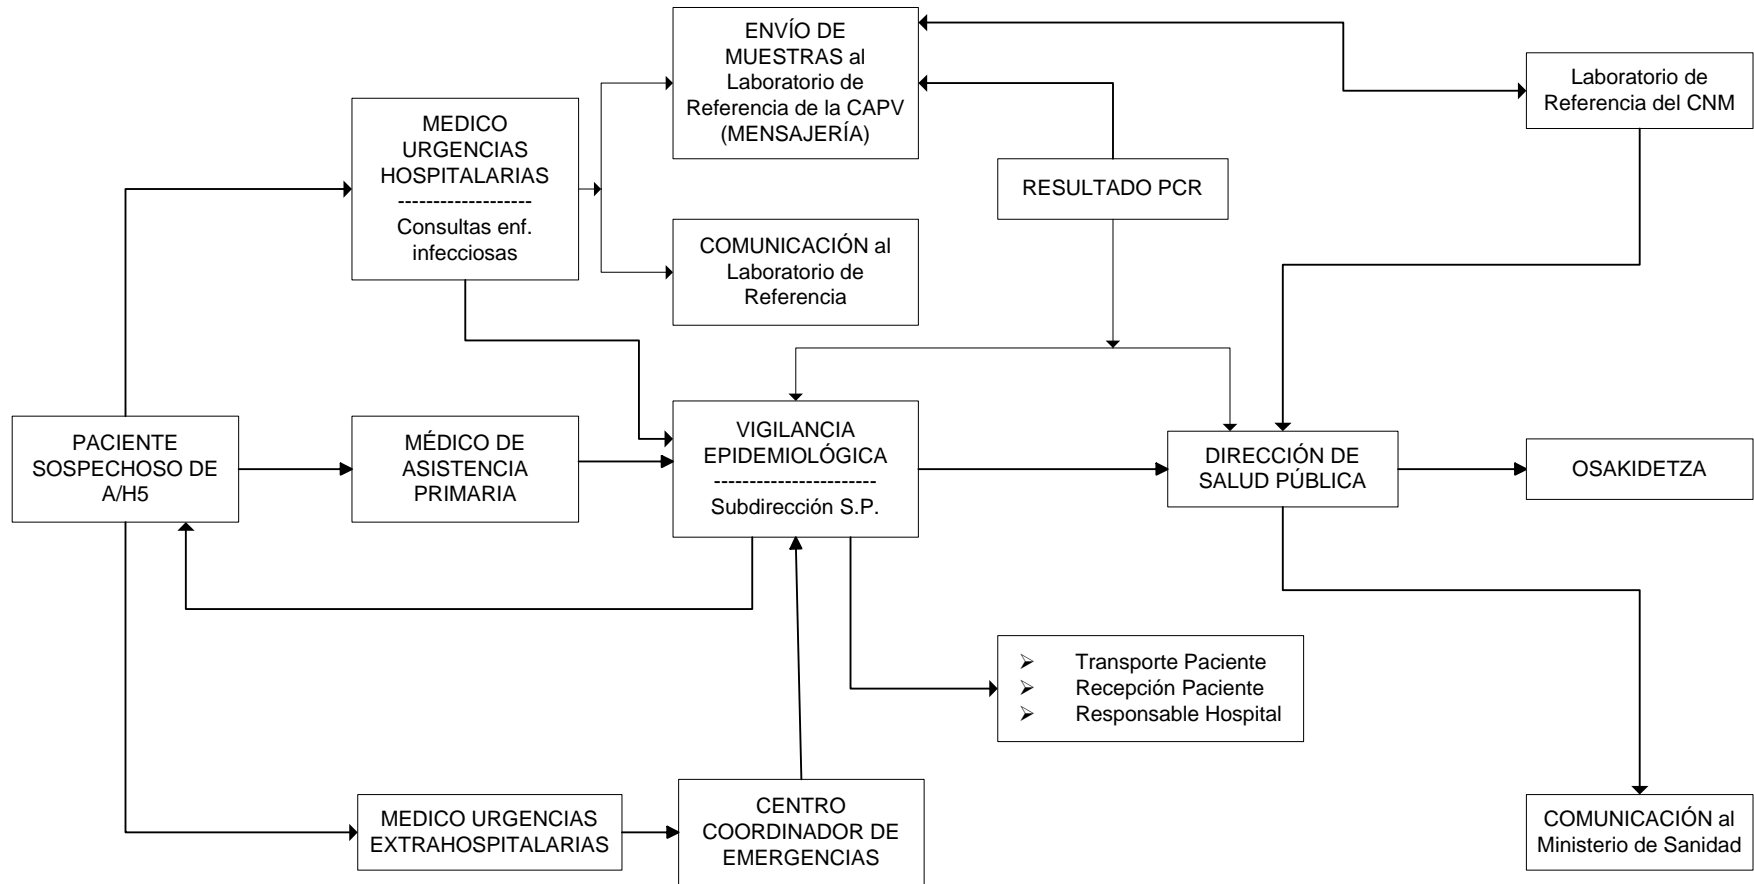 ENVÍO DE
MUESTRAS al
Laboratorio de
Referencia de la CAPV
(MENSAJERÍA)
Laboratorio de
Referencia del CNM
MEDICO
URGENCIAS
HOSPITALARIAS
-------------------
Consultas enf.
infecciosas
RESULTADO PCR
COMUNICACIÓN al
Laboratorio de
Referencia
PACIENTE
SOSPECHOSO DE
A/H5
MÉDICO DE
ASISTENCIA
PRIMARIA
VIGILANCIA
EPIDEMIOLÓGICA
-----------------------
Subdirección S.P.
DIRECCIÓN DE
SALUD PÚBLICA
OSAKIDETZA
➢ Transporte Paciente
➢ Recepción Paciente
➢ Responsable Hospital
MEDICO URGENCIAS
EXTRAHOSPITALARIAS
CENTRO
COORDINADOR DE
EMERGENCIAS
COMUNICACIÓN al
Ministerio de Sanidad